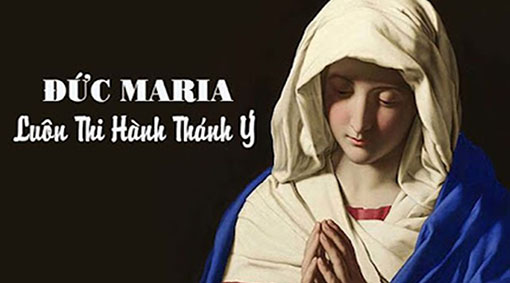 ĐỨC MARIA
Luôn Thi Hành Thánh Ý